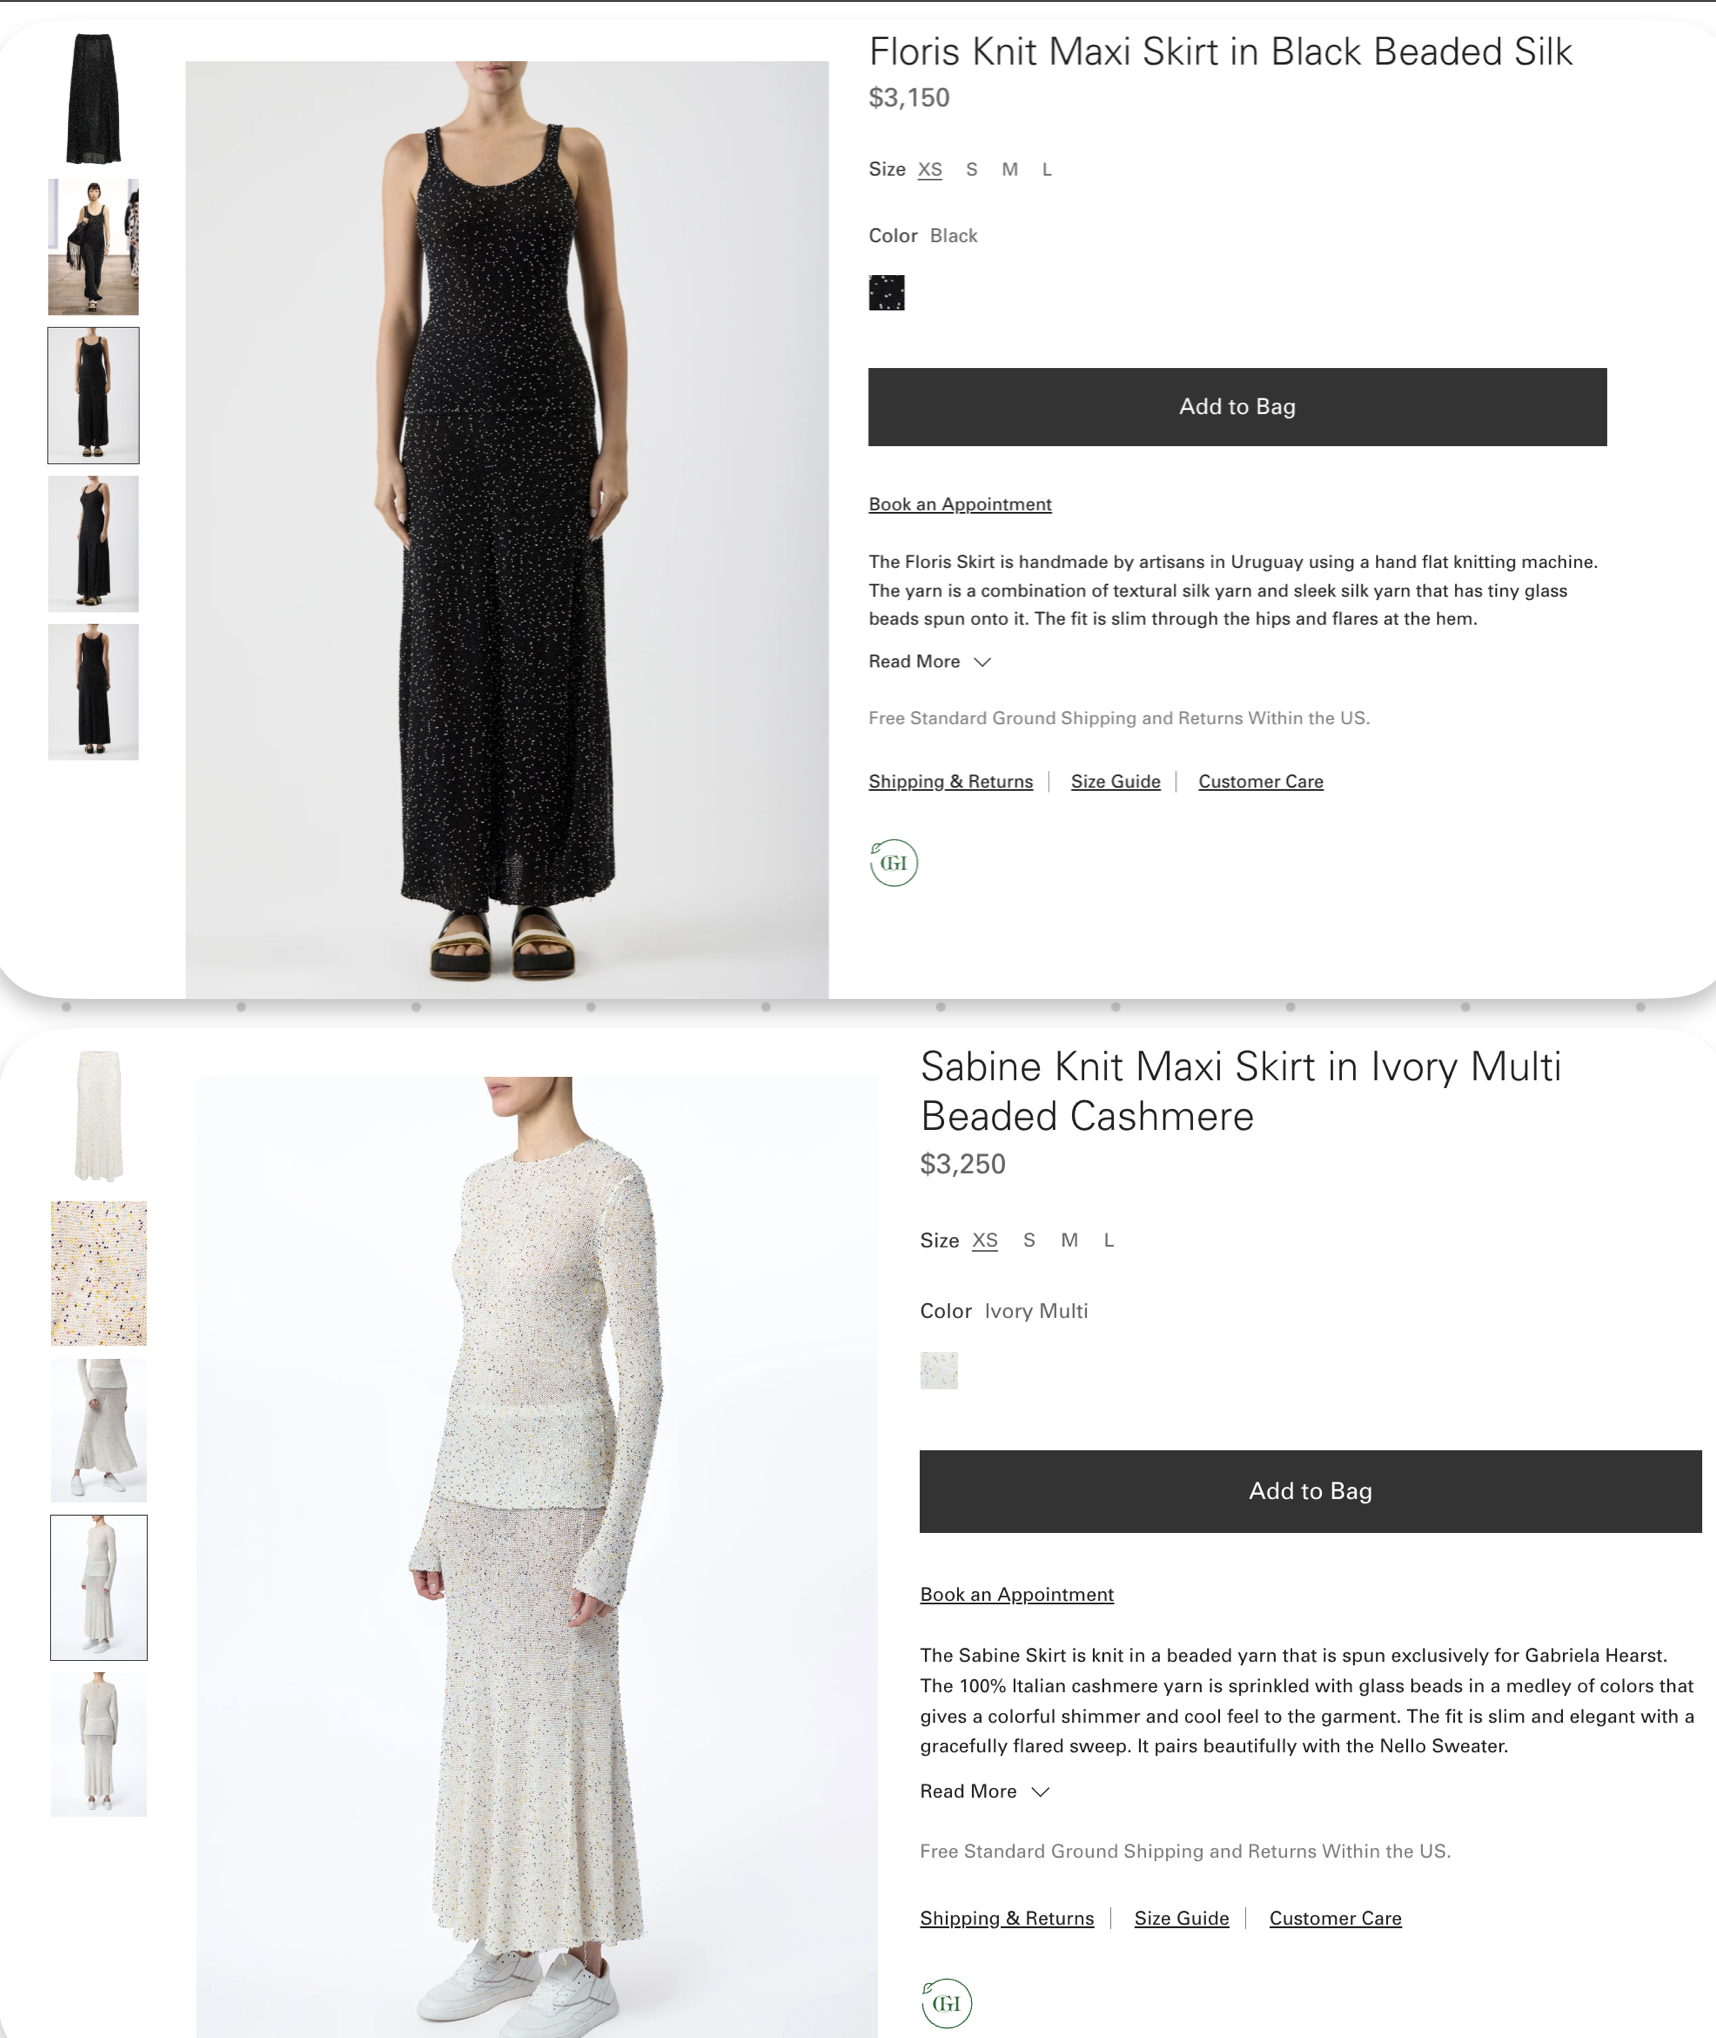 Floris Knit Maxi Skirt in Black Beaded Silk
$3,150
Size XS S M L
Color Black
Add to Bag
Book an Appointment
The Floris Skirt is handmade by artisans in Uruguay using a hand flat knitting machine.
The yarn is a combination of textural silk yarn and sleek silk yarn that has tiny glass
beads spun onto it. The fit is slim through the hips and flares at the hem.
Read More
Free Standard Ground Shipping and Returns Within the US.
Shipping & Returns | Size Guide | Customer Care
GH
Sabine Knit Maxi Skirt in Ivory Multi
Beaded Cashmere
$3,250
Size XS S M L
Color Ivory Multi
Add to Bag
Book an Appointment
The Sabine Skirt is knit in a beaded yarn that is spun exclusively for Gabriela Hearst.
The 100% Italian cashmere yarn is sprinkled with glass beads in a medley of colors that
gives a colorful shimmer and cool feel to the garment. The fit is slim and elegant with a
gracefully flared sweep. It pairs beautifully with the Nello Sweater.
Read More
Free Standard Ground Shipping and Returns Within the US.
Shipping & Returns | Size Guide | Customer Care
GH